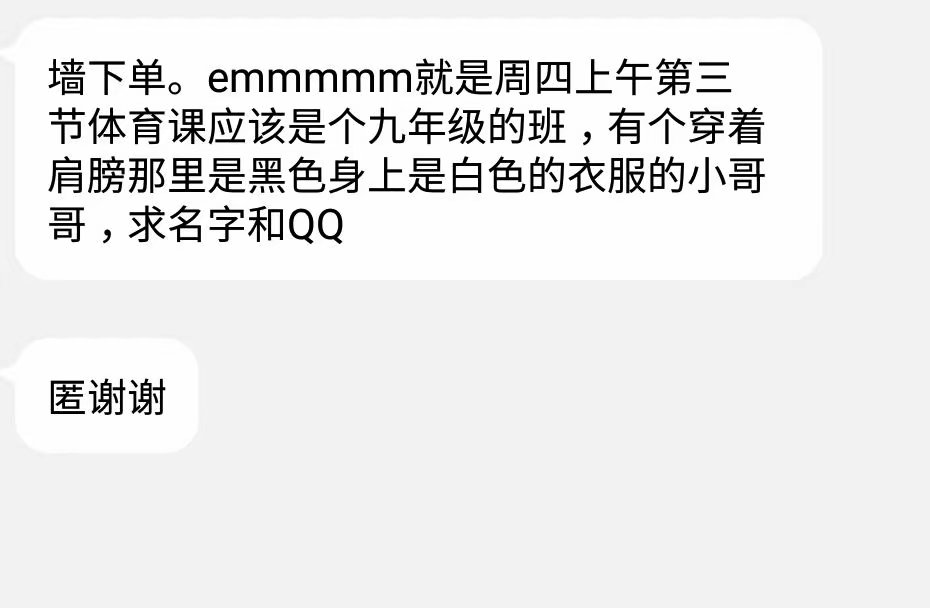 墙下单。emmmmm就是周四上午第三
节体育课应该是个九年级的班，有个穿着
肩膀那里是黑色身上是白色的衣服的小哥
哥，求名字和QQ
匿谢谢